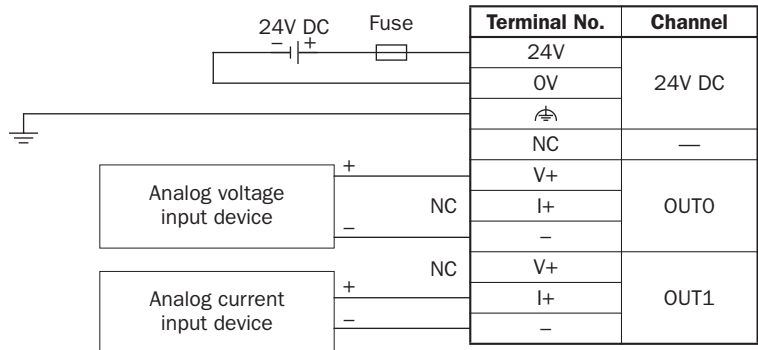 24V DC
Fuse
− +
Terminal No. Channel
24V
0V
24V DC
NC —
+
V+
Analog voltage
input device
NC
I+
OUT0
−
−
NC
V+
+
Analog current
input device
I+
OUT1
−
−